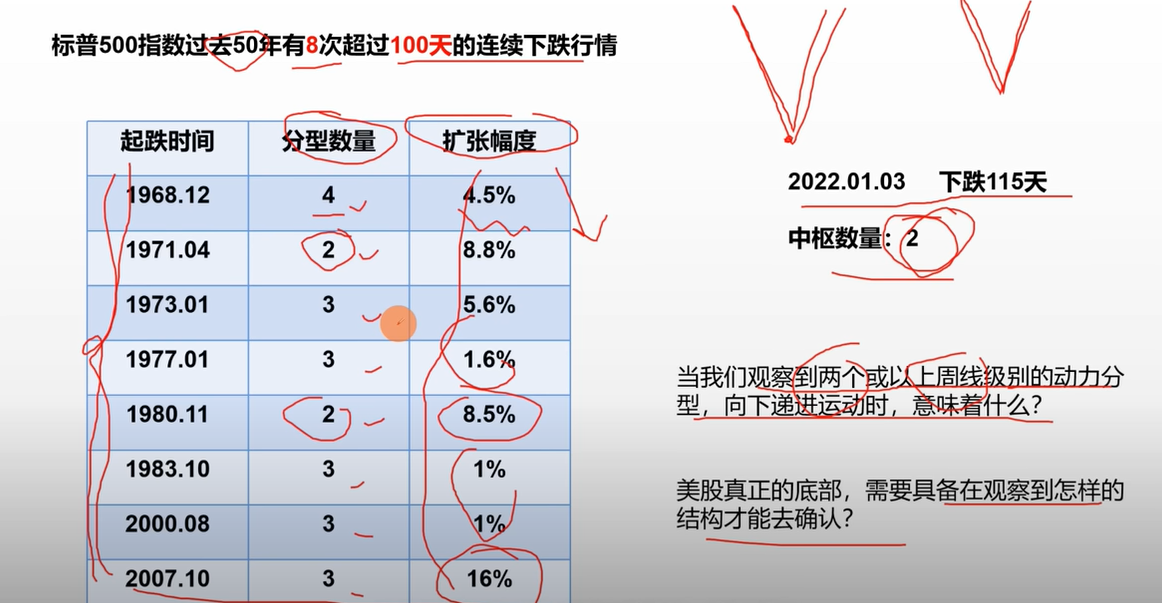 标普500指数过去50年有8次超过100天的连续下跌行情
起跌时间 分型数量 扩张幅度
1968.12 4 4.5%
1971.04 2 8.8%
1973.01 3 5.6%
1977.01 3 1.6%
1980.11 2 8.5%
1983.10 3 1%
2000.08 3 1%
2007.10 3 16%
2022.01.03 下跌115天
中枢数量：2
当我们观察到两个或以上周线级别的动力分
型，向下递进运动时，意味着什么？
美股真正的底部，需要具备在观察到怎样的
结构才能去确认？